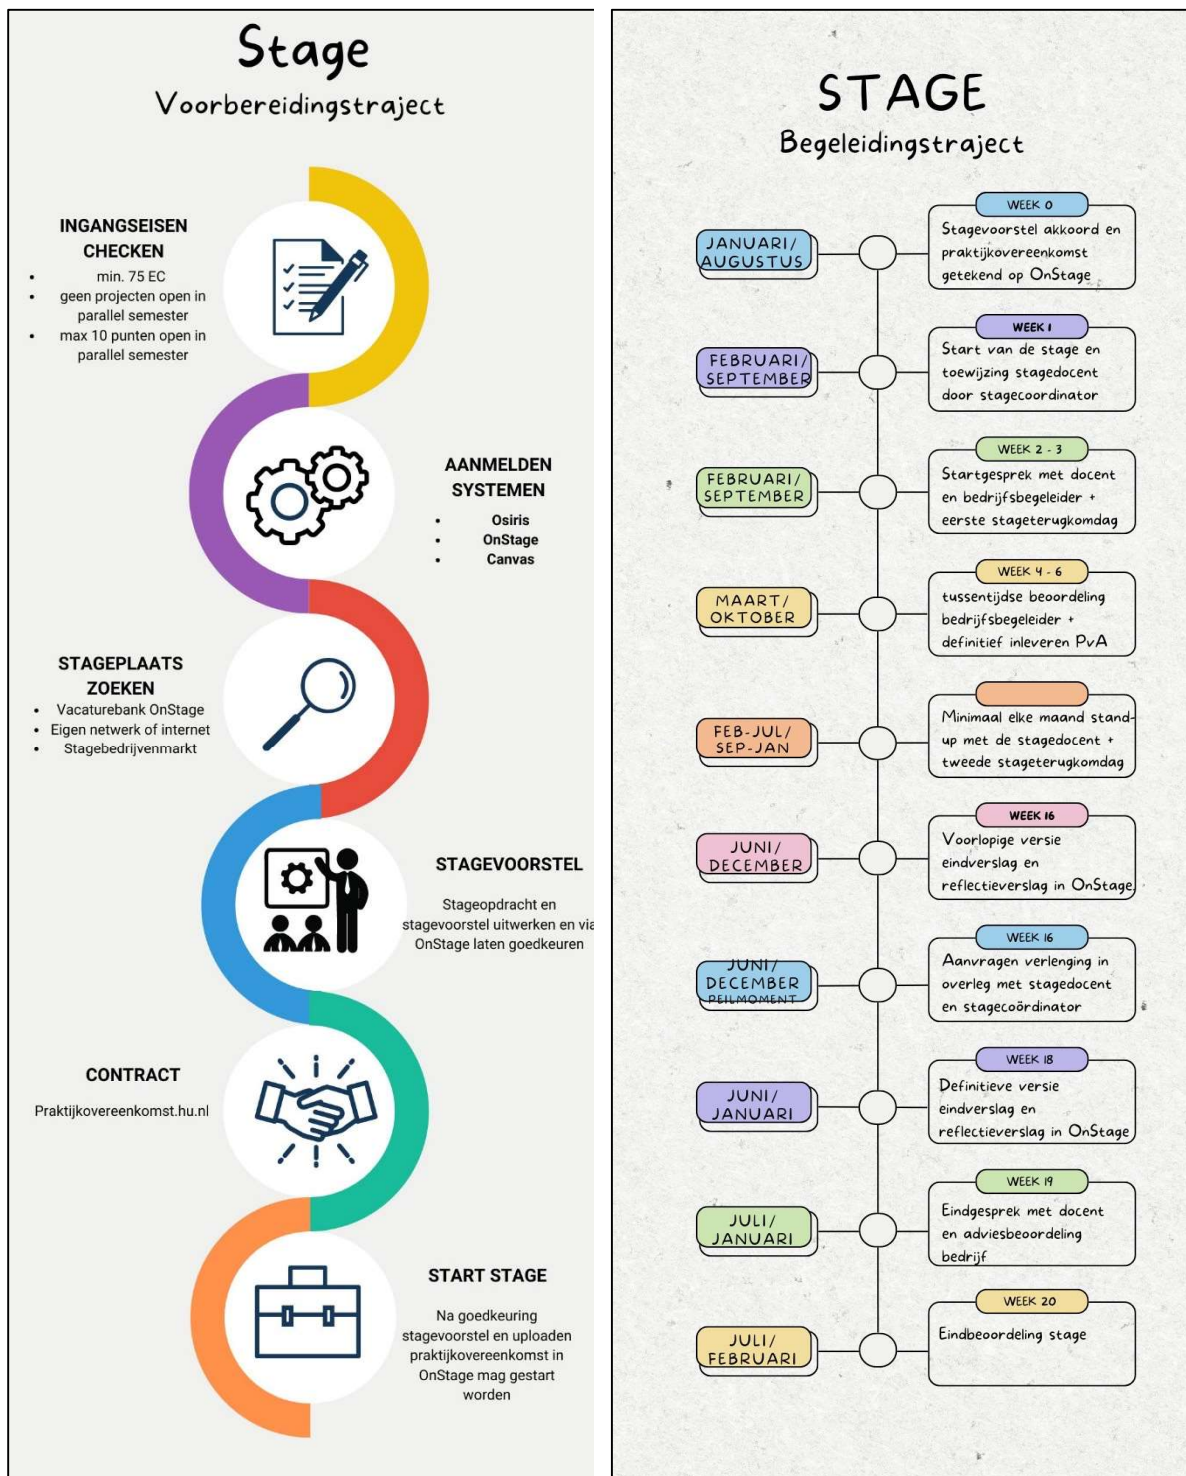 Stage
Voorbereidingstraject
INGANGSEISEN
CHECKEN
• min. 75 EC
• geen projecten open in
parallel semester
• max 10 punten open in
parallel semester
AANMELDEN
SYSTEMEN
• Osiris
• OnStage
• Canvas
STAGEPLAATS
ZOEKEN
• Vacaturebank OnStage
• Eigen netwerk of internet
• Stagebedrijvenmarkt
STAGEVOORSTEL
Stageopdracht en
stagevoorstel uitwerken en via
OnStage laten goedkeuren
CONTRACT
Praktijkovereenkomst.hu.nl
START STAGE
Na goedkeuring
stagevoorstel en uploaden
praktijkovereenkomst in
OnStage mag gestart
worden
STAGE
Begeleidingstraject
JANUARI/
AUGUSTUS
WEEK 0
Stagevoorstel akkoord en
praktijkovereenkomst
getekend op OnStage
FEBRUARI/
SEPTEMBER
WEEK 1
Start van de stage en
toewijzing stagedocent
door stagecoordinator
FEBRUARI/
SEPTEMBER
WEEK 2 - 3
Startgesprek met docent
en bedrijfsbegeleider +
eerste stageterugkomdag
MAART/
OKTOBER
WEEK 4 - 6
tussentijdse beoordeling
bedrijfsbegeleider +
definitief inleveren PvA
FEB-JUL/
SEP-JAN
Minimaal elke maand stand-
up met de stagedocent +
tweede stageterugkomdag
JUNI/
DECEMBER
WEEK 16
Voorlopige versie
eindverslag en
reflectieverslag in OnStage
JUNI/
DECEMBER
PEILMOMENT
WEEK 16
Aanvragen verlenging in
overleg met stagedocent
en stagecoördinator
JUNI/
JANUARI
WEEK 18
Definitieve versie
eindverslag en
reflectieverslag in OnStage
JULI/
JANUARI
WEEK 19
Eindgesprek met docent
en adviesbeoordeling
bedrijf
JULI/
FEBRUARI
WEEK 20
Eindbeoordeling stage